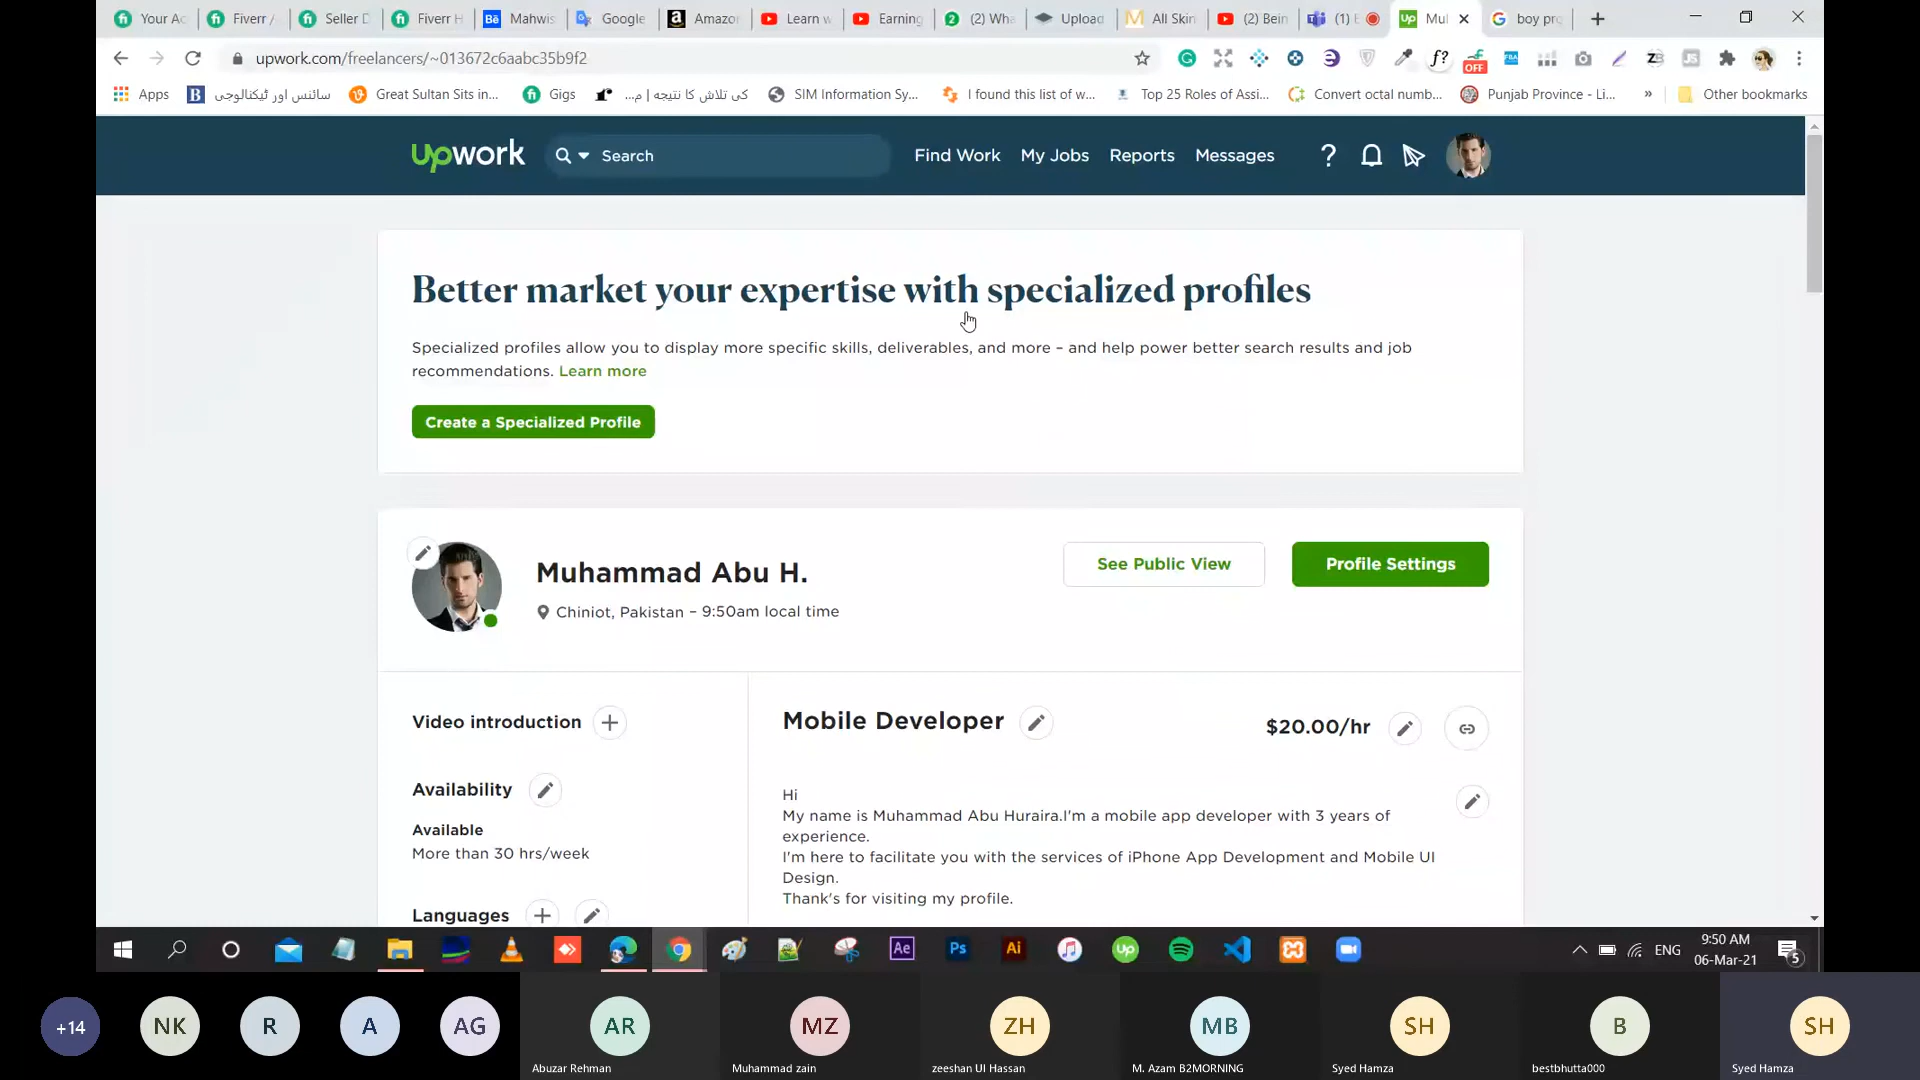 Your Ac
Fiverr /
Seller D
Fiverr H
Mahwis
Google
Amazo
Learn w
Earning
(2) Wha
Upload
All Skin
(2) Bein
(1)
Mul
boy pro
upwork.com/freelancers/~013672c6aabc35b9f2
OFF
Apps
سائنس اور ٹیکنالوجی
Great Sultan Sits in...
Gigs
کی تلاش کا نتیجہ | م...
SIM Information Sy...
I found this list of w...
Top 25 Roles of Assi...
Convert octal numb...
Punjab Province - Li...
»
Other bookmarks
upwork
Search
Find Work
My Jobs
Reports
Messages
Better market your expertise with specialized profiles
Specialized profiles allow you to display more specific skills, deliverables, and more – and help power better search results and job
recommendations. Learn more
Create a Specialized Profile
Muhammad Abu H.
Chiniot, Pakistan – 9:50am local time
See Public View
Profile Settings
Video introduction
Availability
Available
More than 30 hrs/week
Languages
Mobile Developer
$20.00/hr
Hi
My name is Muhammad Abu Huraira.I'm a mobile app developer with 3 years of
experience.
I'm here to facilitate you with the services of iPhone App Development and Mobile UI
Design.
Thank's for visiting my profile.
Ae
Ps
Ai
Up
ENG
9:50 AM
06-Mar-21
5
+14
NK
R
A
AG
AR
Abuzar Rehman
MZ
Muhammad zain
ZH
zeeshan Ul Hassan
MB
M. Azam B2MORNING
SH
Syed Hamza
B
bestbhutta000
SH
Syed Hamza